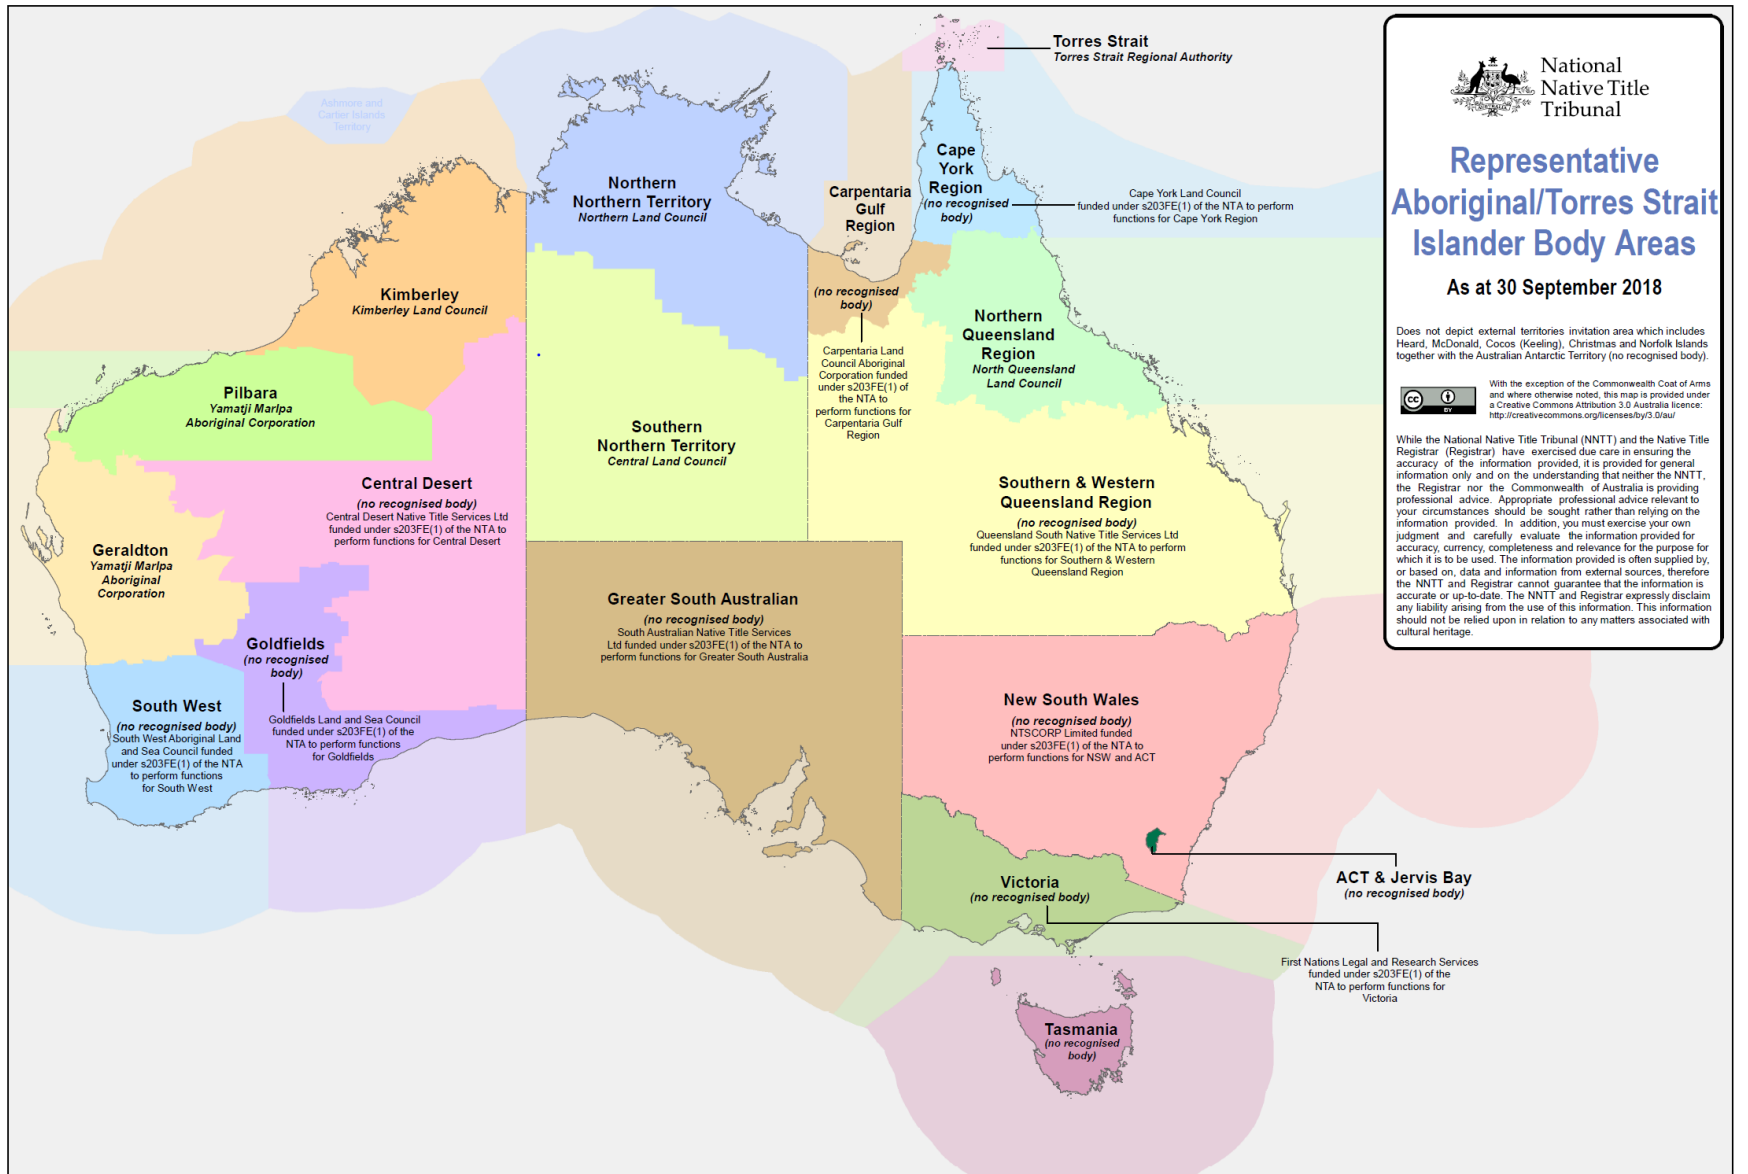 Torres Strait
Torres Strait Regional Authority
Ashmore and
Cartier Islands
Territory
Northern
Northern Territory
Northern Land Council
Carpentaria
Gulf
Region
(no recognised
body)
Carpentaria Land
Council Aboriginal
Corporation funded
under s203FE(1) of
the NTA to
perform functions for
Carpentaria Gulf
Region
Cape
York
Region
(no recognised
body)
Cape York Land Council
funded under s203FE(1) of the NTA to perform
functions for Cape York Region
Kimberley
Kimberley Land Council
Northern
Queensland
Region
North Queensland
Land Council
Pilbara
Yamatji Marlpa
Aboriginal Corporation
Southern
Northern Territory
Central Land Council
Central Desert
(no recognised body)
Central Desert Native Title Services Ltd
funded under s203FE(1) of the NTA to
perform functions for Central Desert
Southern & Western
Queensland Region
(no recognised body)
Queensland South Native Title Services Ltd
funded under s203FE(1) of the NTA to perform
functions for Southern & Western
Queensland Region
Geraldton
Yamatji Marlpa
Aboriginal
Corporation
Greater South Australian
(no recognised body)
South Australian Native Title Services
Ltd funded under s203FE(1) of the NTA to
perform functions for Greater South Australia
Goldfields
(no recognised
body)
Goldfields Land and Sea Council
funded under s203FE(1) of the
NTA to perform functions
for Goldfields
South West
(no recognised body)
South West Aboriginal Land
and Sea Council funded
under s203FE(1) of the NTA
to perform functions
for South West
New South Wales
(no recognised body)
NTSCORP Limited funded
under s203FE(1) of the NTA to
perform functions for NSW and ACT
ACT & Jervis Bay
(no recognised body)
Victoria
(no recognised body)
First Nations Legal and Research Services
funded under s203FE(1) of the
NTA to perform functions for
Victoria
Tasmania
(no recognised
body)
National
Native Title
Tribunal
Representative
Aboriginal/Torres Strait
Islander Body Areas
As at 30 September 2018
Does not depict external territories invitation area which includes
Heard, McDonald, Cocos (Keeling), Christmas and Norfolk Islands
together with the Australian Antarctic Territory (no recognised body).
cc
BY
With the exception of the Commonwealth Coat of Arms
and where otherwise noted, this map is provided under
a Creative Commons Attribution 3.0 Australia licence:
http://creativecommons.org/licenses/by/3.0/au/
While the National Native Title Tribunal (NNTT) and the Native Title
Registrar (Registrar) have exercised due care in ensuring the
accuracy of the information provided, it is provided for general
information only and on the understanding that neither the NNTT,
the Registrar nor the Commonwealth of Australia is providing
professional advice. Appropriate professional advice relevant to
your circumstances should be sought rather than relying on the
information provided. In addition, you must exercise your own
judgment and carefully evaluate the information provided for
accuracy, currency, completeness and relevance for the purpose for
which it is to be used. The information provided is often supplied by,
or based on, data and information from external sources, therefore
the NNTT and Registrar cannot guarantee that the information is
accurate or up-to-date. The NNTT and Registrar expressly disclaim
any liability arising from the use of this information. This information
should not be relied upon in relation to any matters associated with
cultural heritage.